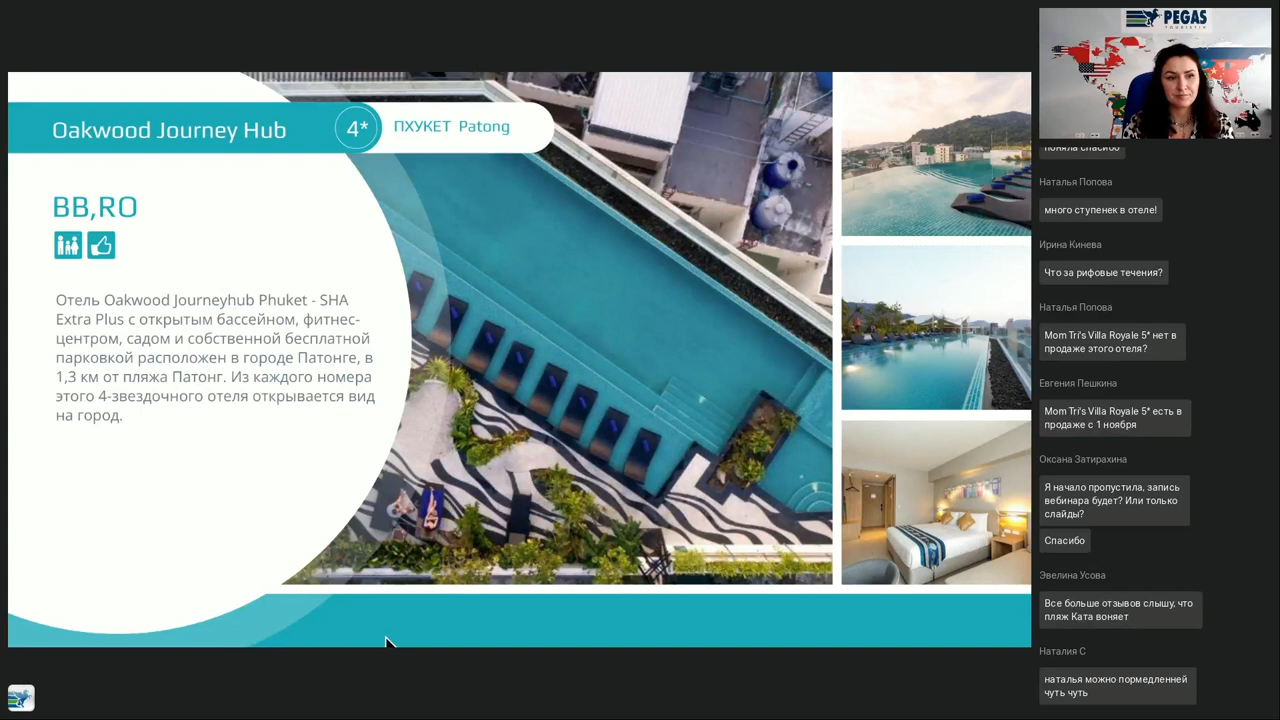 Oakwood Journey Hub
4*
ПХУКЕТ Patong
BB,RO
Отель Oakwood Journeyhub Phuket - SHA
Extra Plus с открытым бассейном, фитнес-
центром, садом и собственной бесплатной
парковкой расположен в городе Патонге, в
1,3 км от пляжа Патонг. Из каждого номера
этого 4-звездочного отеля открывается вид
на город.
PEGAS
TOURISTIK
поняла спасибо
Наталья Попова
много ступенек в отеле!
Ирина Кинева
Что за рифовые течения?
Наталья Попова
Mom Tri's Villa Royale 5* нет в
продаже этого отеля?
Евгения Пешкина
Mom Tri's Villa Royale 5* есть в
продаже с 1 ноября
Оксана Затирахина
Я начало пропустила, запись
вебинара будет? Или только
слайды?
Спасибо
Эвелина Усова
Все больше отзывов слышу, что
пляж Ката воняет
Наталия С
наталья можно пормедленней
чуть чуть